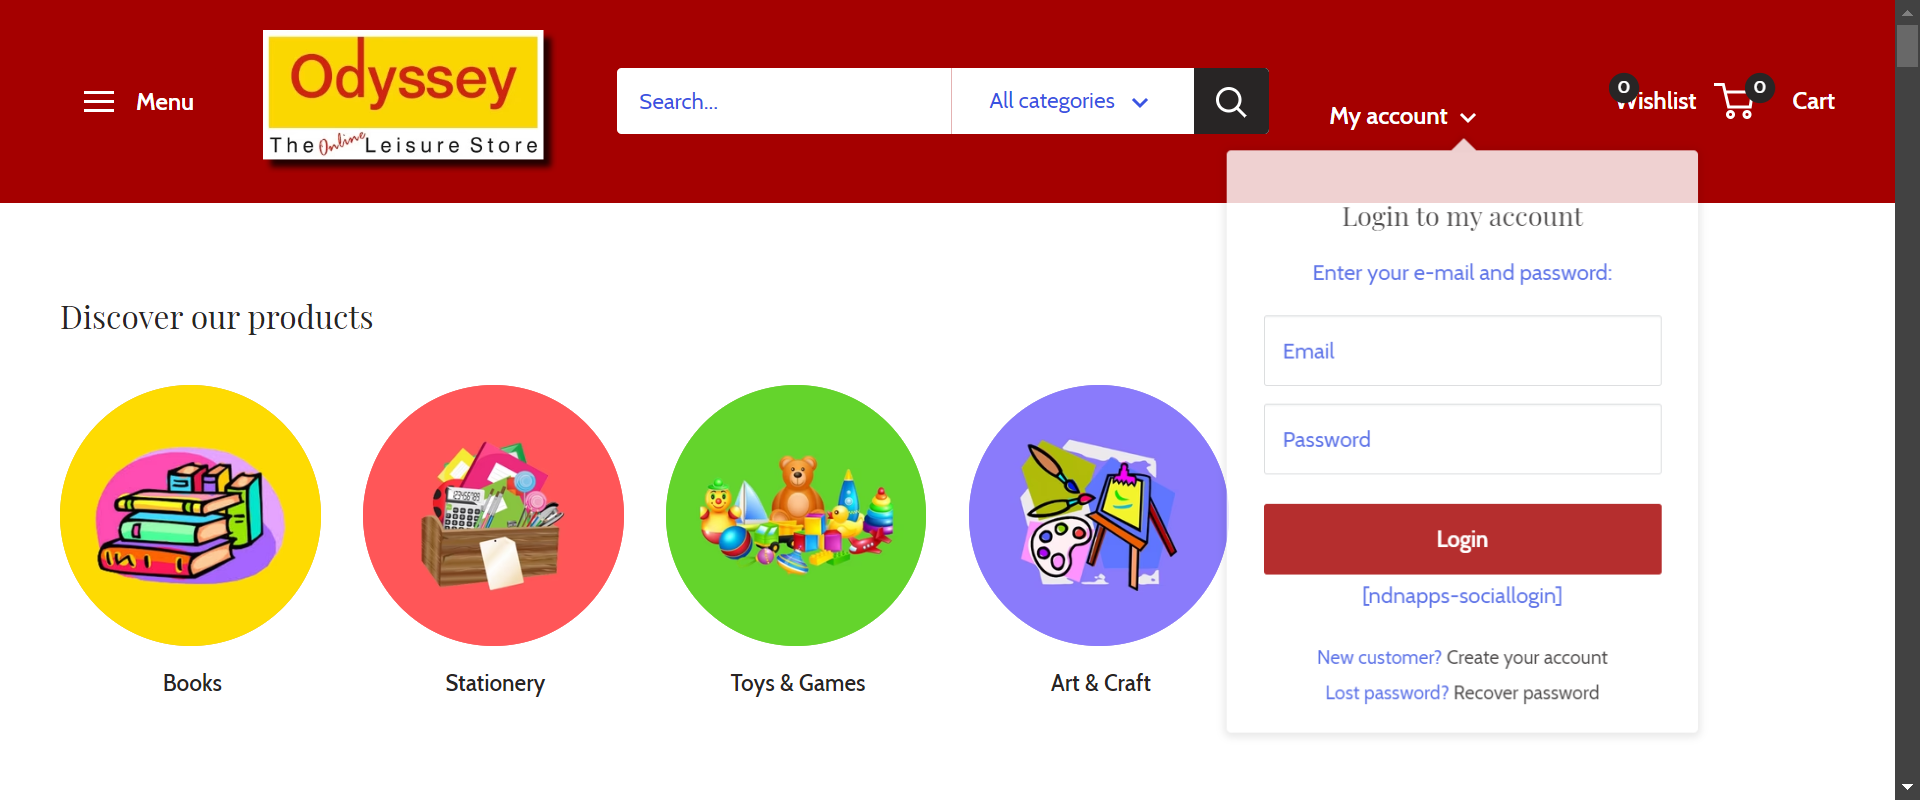 Menu
Odyssey
The Online Leisure Store
Search...
All categories
My account
0
Wishlist
0
Cart
Login to my account
Enter your e-mail and password:
Email
Password
Login
[ndnapps-sociallogin]
New customer? Create your account
Lost password? Recover password
Discover our products
Books
Stationery
Toys & Games
Art & Craft